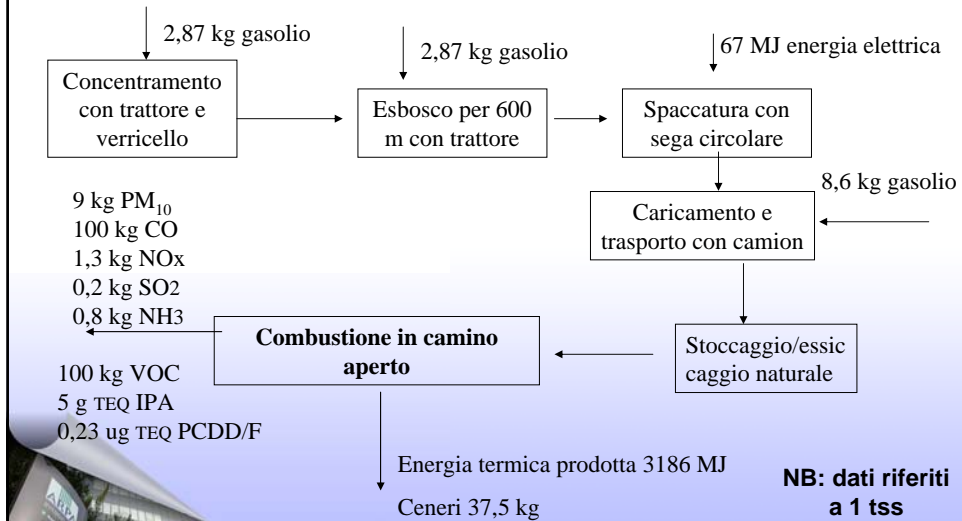 2,87 kg gasolio
2,87 kg gasolio
67 MJ energia elettrica
Concentramento
con trattore e
verricello
Esbosco per 600
m con trattore
Spaccatura con
sega circolare
8,6 kg gasolio
Caricamento e
trasporto con camion
9 kg PM10
100 kg CO
1,3 kg NOx
0,2 kg SO2
0,8 kg NH3
Combustione in camino
aperto
Stoccaggio/essic
caggio naturale
100 kg VOC
5 g TEQ IPA
0,23 ug TEQ PCDD/F
Energia termica prodotta 3186 MJ
Ceneri 37,5 kg
NB: dati riferiti
a 1 tss
ARPA